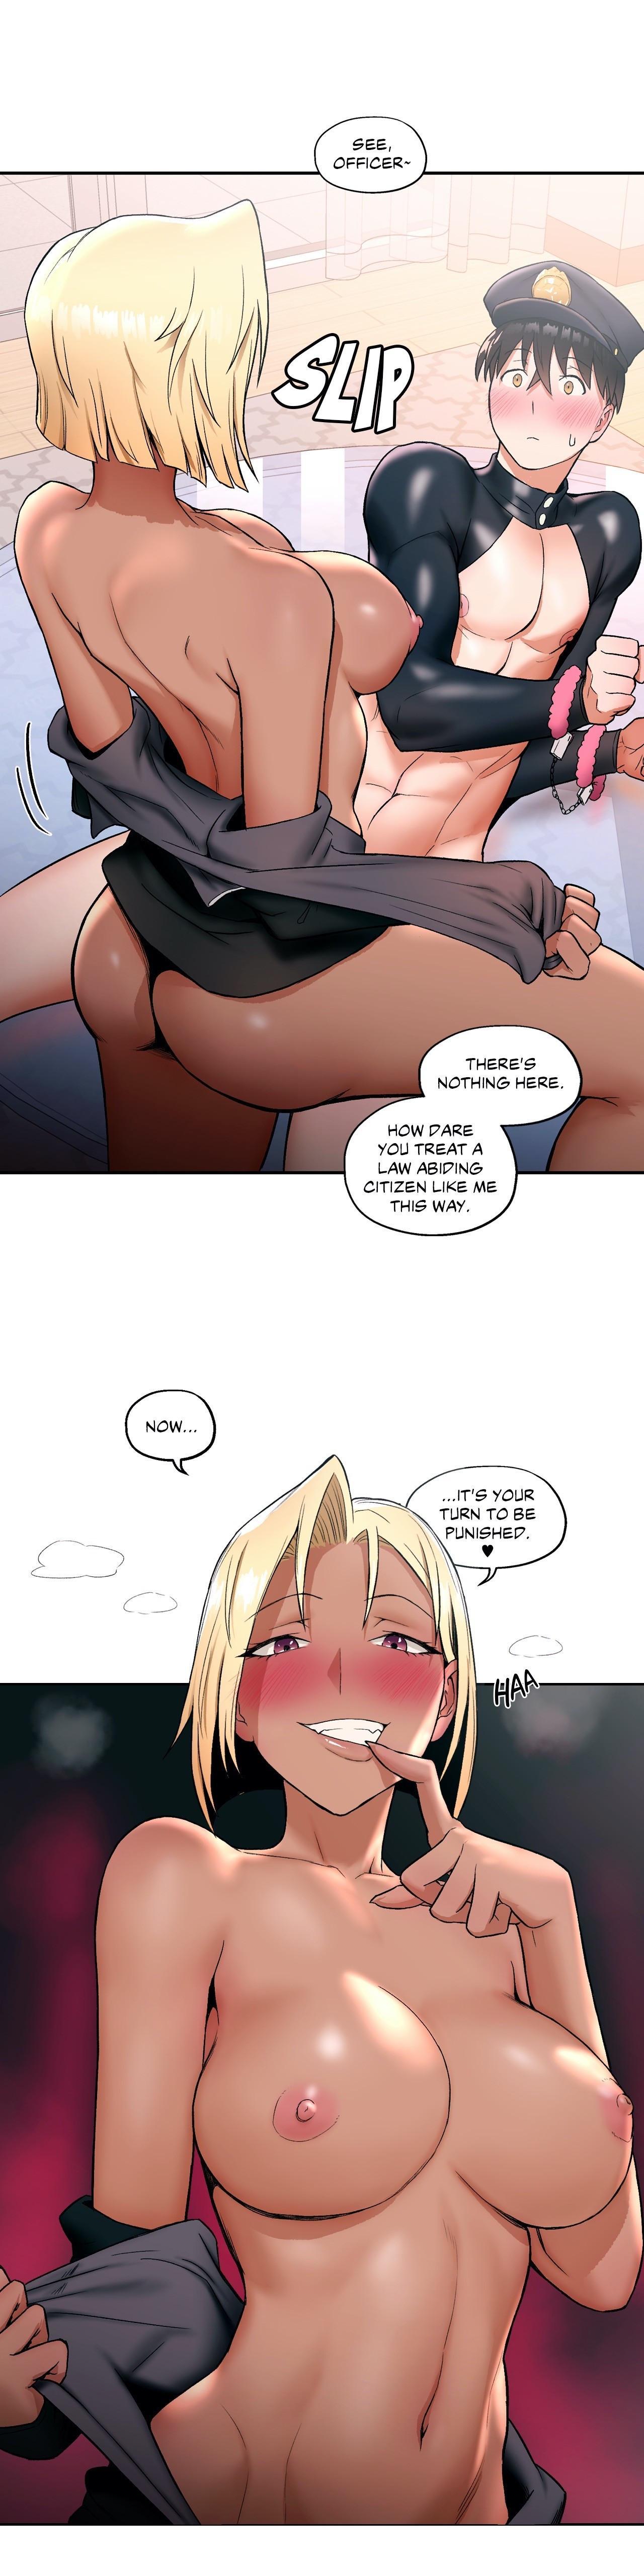 SEE,
OFFICER~
SLIP
THERE'S
NOTHING HERE.
HOW DARE
YOU TREAT A
LAW ABIDING
CITIZEN LIKE ME
THIS WAY.
NOW...
...IT'S YOUR
TURN TO BE
PUNISHED.
♥
HAA